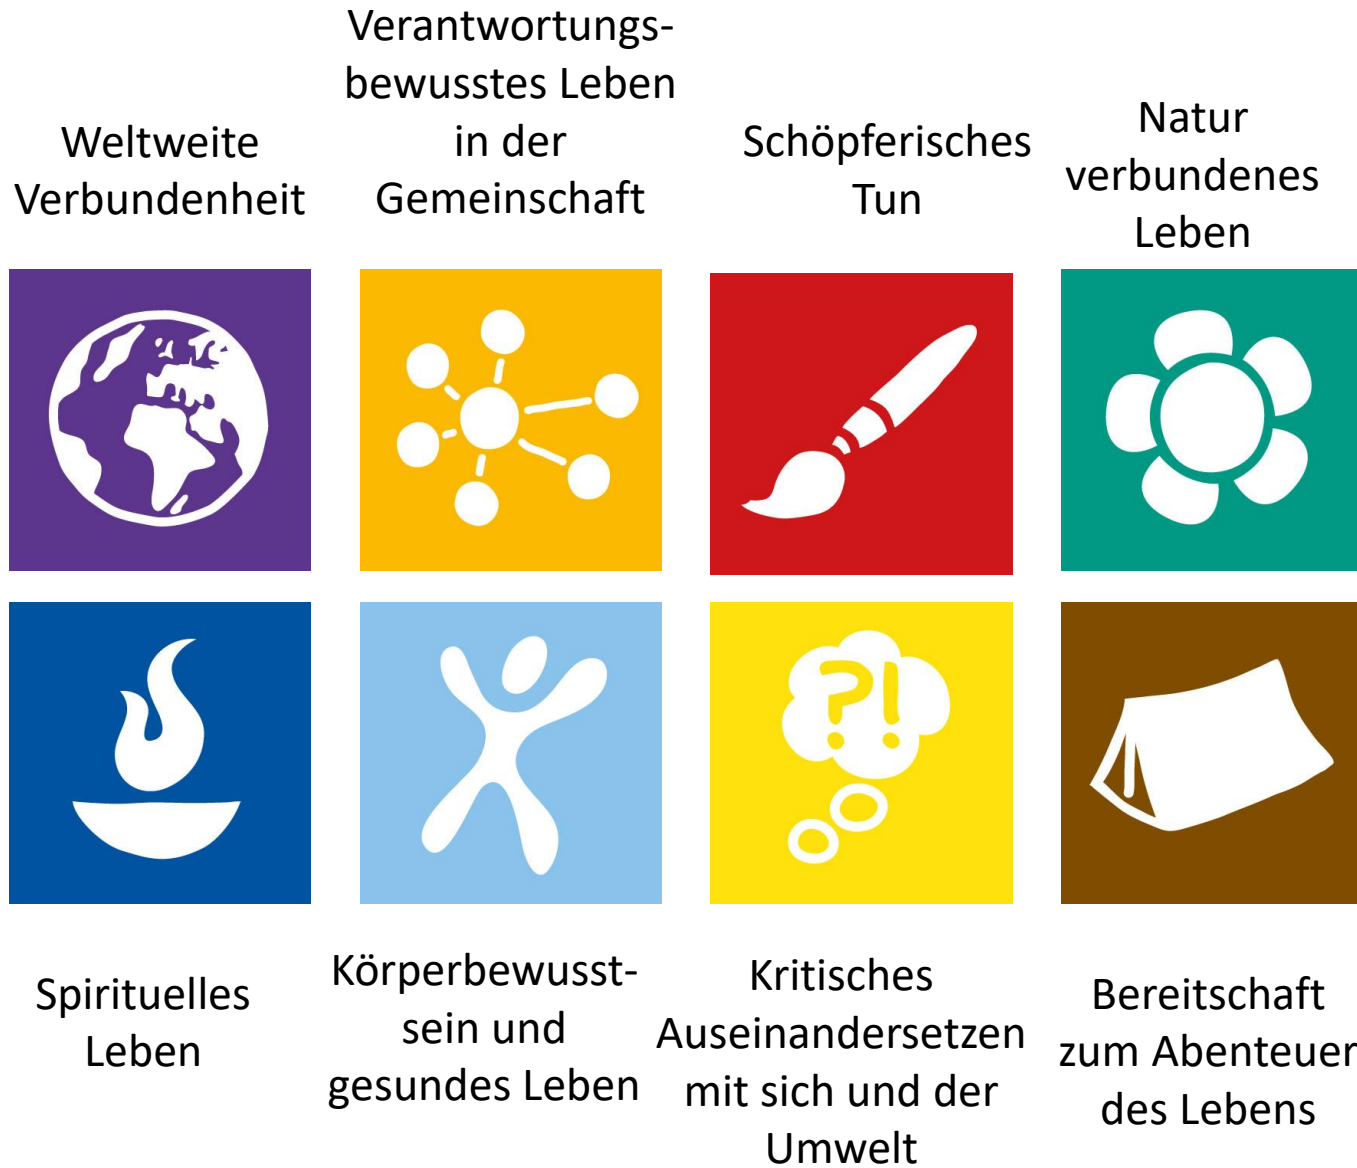 Weltweite
Verbundenheit
Verantwortungs-
bewusstes Leben
in der
Gemeinschaft
Schöpferisches
Tun
Natur
verbundenes
Leben
?!
Spirituelles
Leben
Körperbewusst-
sein und
gesundes Leben
Kritisches
Auseinandersetzen
mit sich und der
Umwelt
Bereitschaft
zum Abenteuer
des Lebens